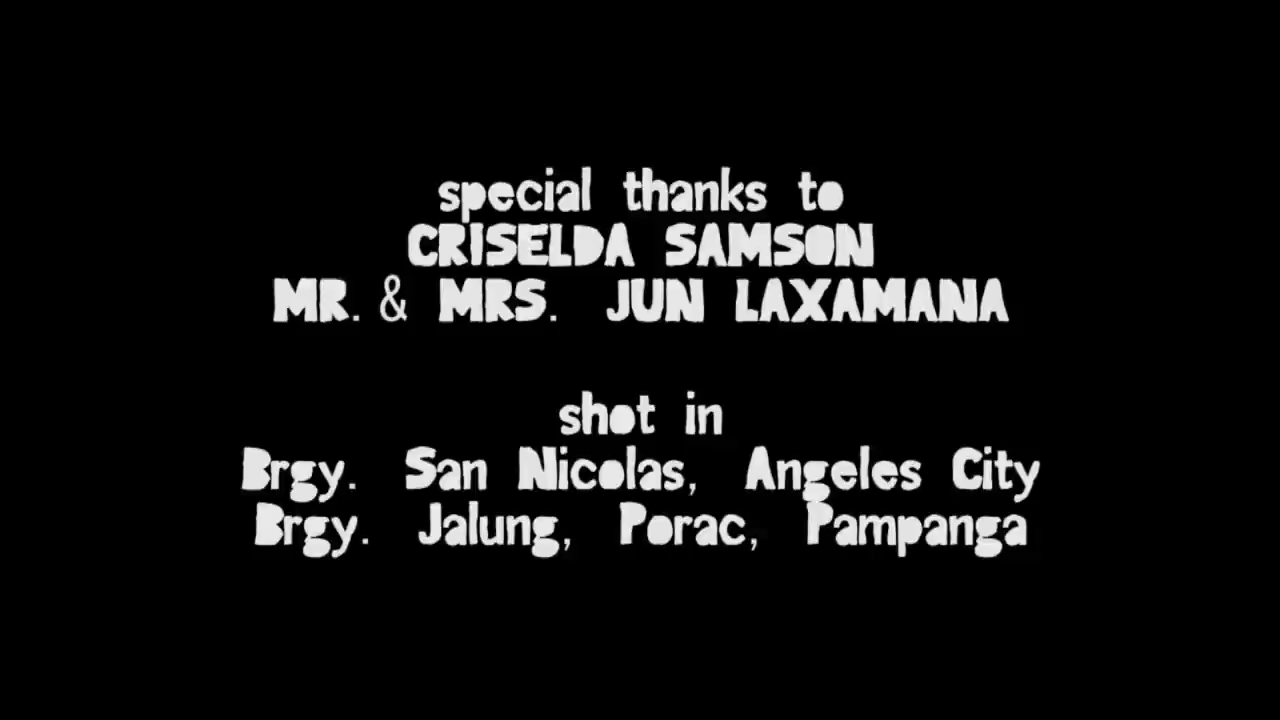 special thanks to
CRISELDA SAMSON
MR. & MRS. JUN LAXAMANA
shot in
Brgy. San Nicolas, Angeles City
Brgy. Jalung, Porac, Pampanga